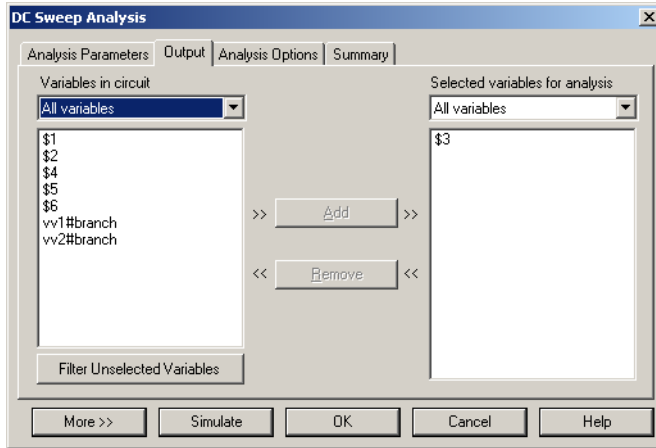 DC Sweep Analysis
Analysis Parameters Output Analysis Options Summary
Variables in circuit
All variables
$1
$2
$4
$5
$6
vv1#branch
vv2#branch
Filter Unselected Variables
>> Add >>
<< Remove <<
Selected variables for analysis
All variables
$3
More >> Simulate OK Cancel Help